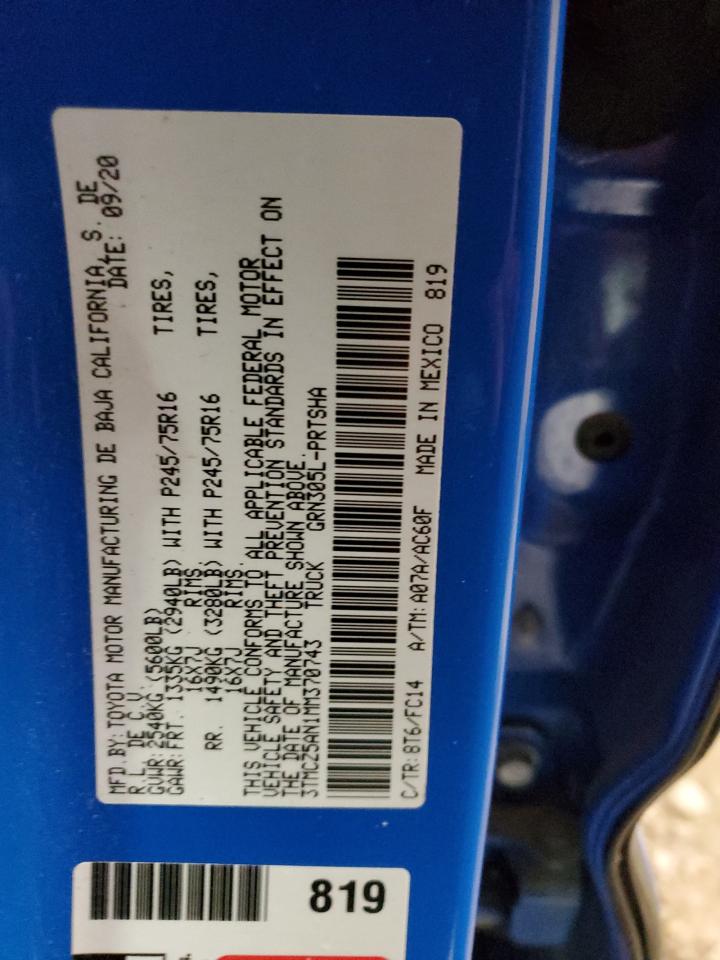 MFD.BY: TOYOTA MOTOR MANUFACTURING DE BAJA CALIFORNIA, S. DE
R.L. DE C.V. DATE: 09/20
GVWR: 2540KG (5600LB)
GAWR: FRT. 1335KG (2940LB) WITH P245/75R16 TIRES,
16X7J RIMS.
RR. 1490KG (3280LB) WITH P245/75R16 TIRES,
16X7J RIMS.
THIS VEHICLE CONFORMS TO ALL APPLICABLE FEDERAL MOTOR
VEHICLE SAFETY AND THEFT PREVENTION STANDARDS IN EFFECT ON
THE DATE OF MANUFACTURE SHOWN ABOVE.
3TMCZ5AN1MM370743 TRUCK GRN305L-PRTSHA
C/TR: 8T6/FC14 A/TM: A07A/AC60F MADE IN MEXICO 819
819